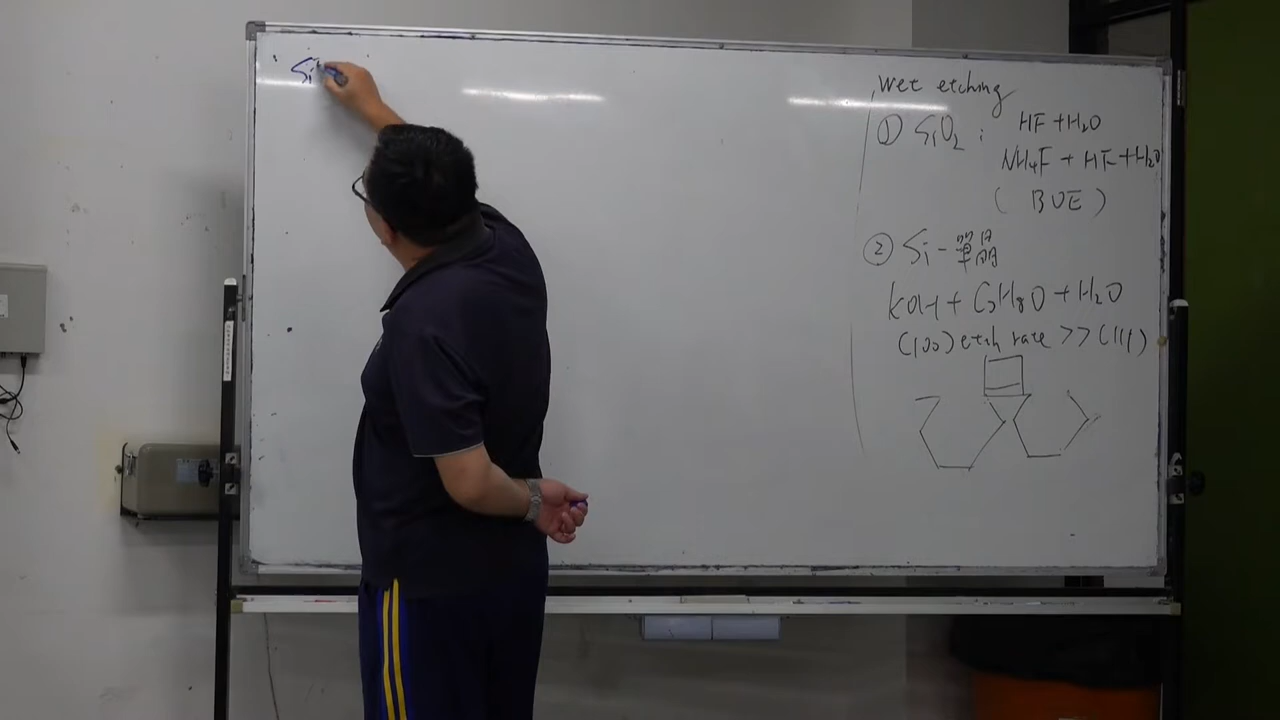 Si
Wet etching
① SiO2 : HF + H2O
NH4F + HF + H2O
( BOE )
② Si - 單晶
KOH + C3H8O + H2O
(100) etch rate >> (111)